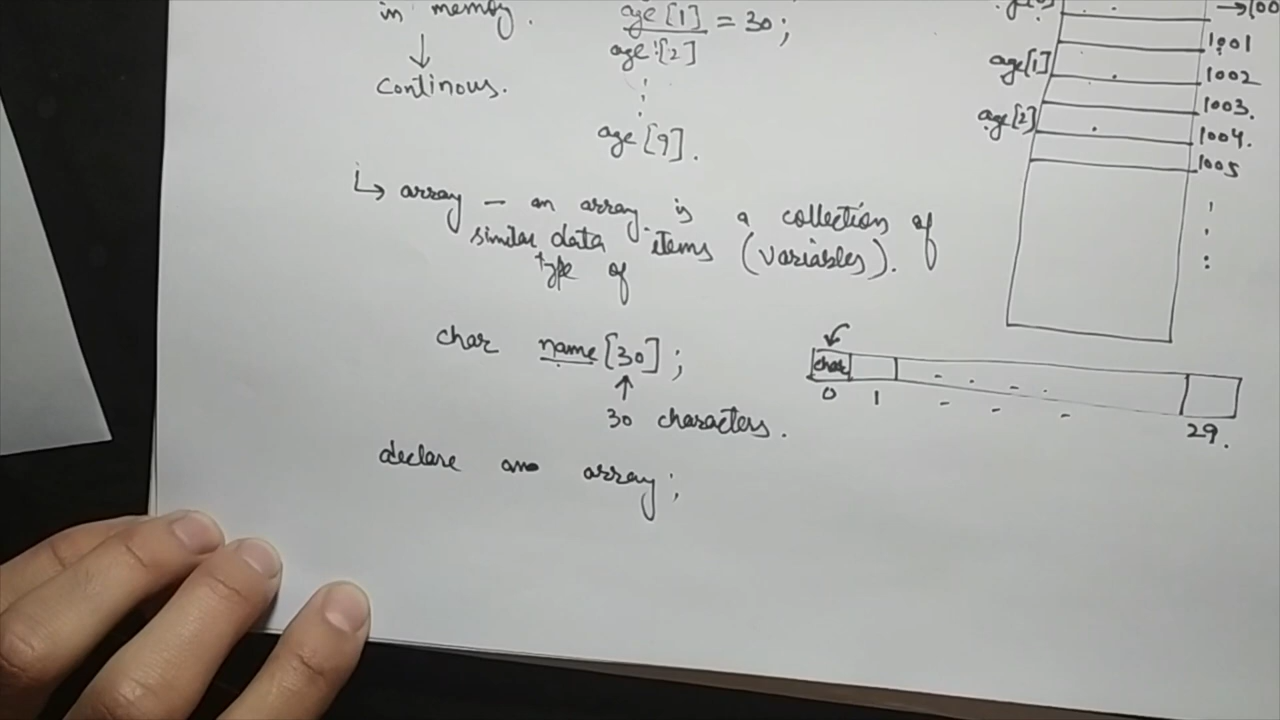 in memory.
↓
continous.
age[1] = 30;
age[2]
age[9].
↳ array – an array is a collection of
similar data items (variables). of
type of
char name[30];
↑
30 characters.
declare an array;
1001
age[1] 1002
1003.
age[2] 1004.
1005
char
0 1 29.